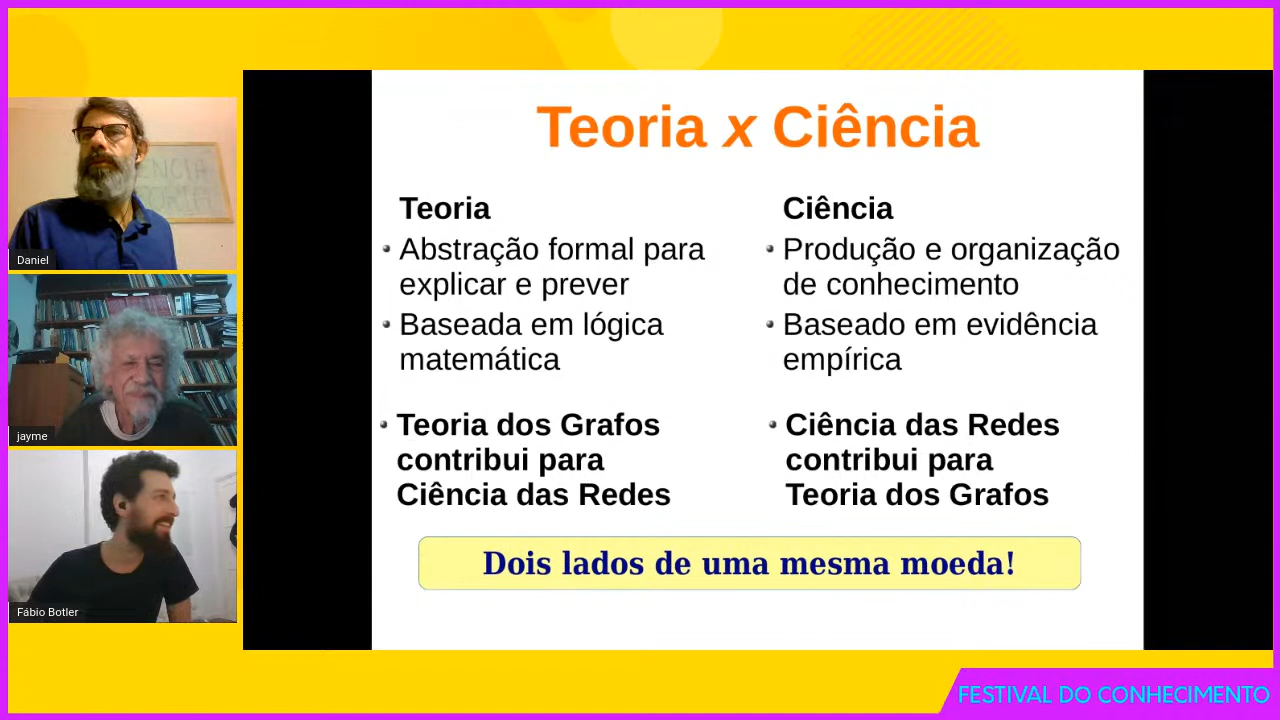 Teoria x Ciência
Teoria
Abstração formal para
explicar e prever
Baseada em lógica
matemática
Teoria dos Grafos
contribui para
Ciência das Redes
Ciência
Produção e organização
de conhecimento
Baseado em evidência
empírica
Ciência das Redes
contribui para
Teoria dos Grafos
Dois lados de uma mesma moeda!
Daniel
jayme
Fábio Botler
FESTIVAL DO CONHECIMENTO